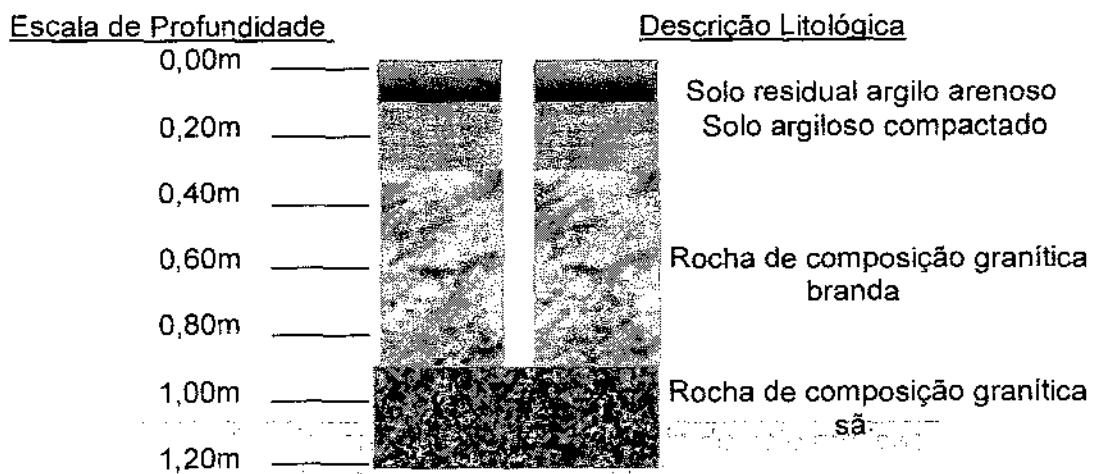 Escala de Profundidade
Descrição Litológica
0,00m
Solo residual argilo arenoso
0,20m
Solo argiloso compactado
0,40m
0,60m
Rocha de composição granítica
branda
0,80m
1,00m
Rocha de composição granítica
sã.
1,20m